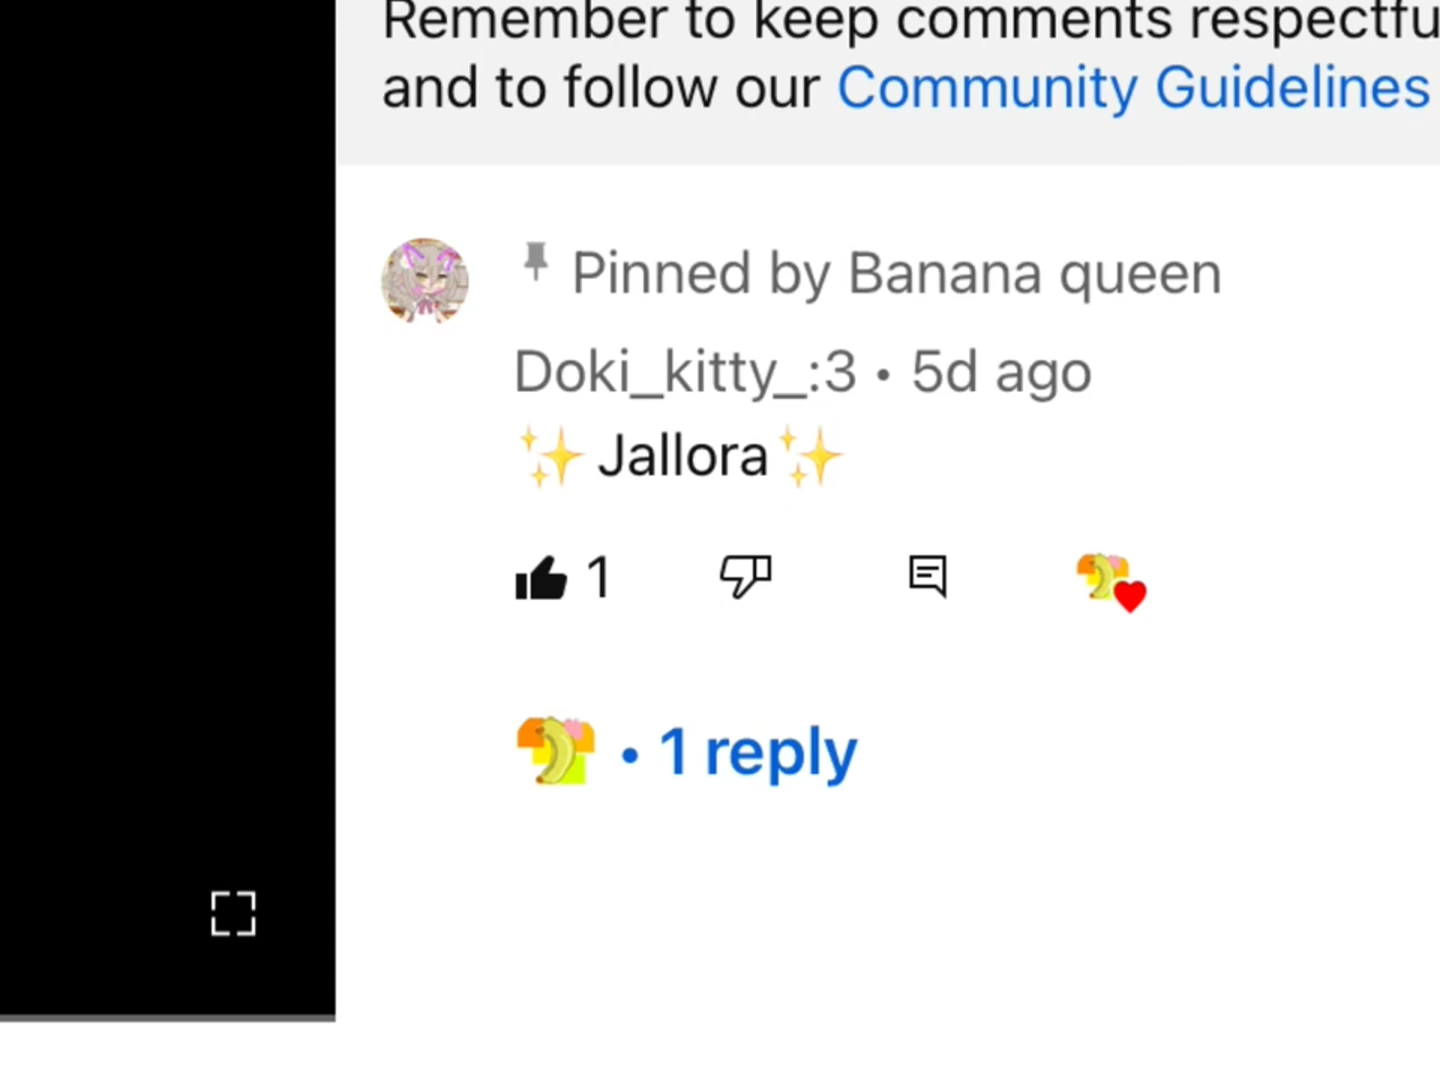 Remember to keep comments respectfu
and to follow our Community Guidelines
Pinned by Banana queen
Doki_kitty_:3 • 5d ago
✨Jallora✨
1
• 1 reply